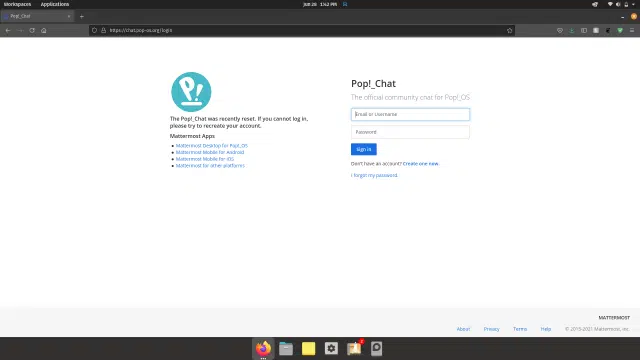 Workspaces Applications
Jun 28 1:42 PM
Pop!_Chat
https://chat.pop-os.org/login
P!
The Pop!_Chat was recently reset. If you cannot log in,
please try to recreate your account.
Mattermost Apps
Mattermost Desktop for Pop!_OS
Mattermost Mobile for Android
Mattermost Mobile for iOS
Mattermost for other platforms
Pop!_Chat
The official community chat for Pop!_OS
Email or Username
Password
Sign in
Don't have an account? Create one now.
I forgot my password.
MATTERMOST
About Privacy Terms Help © 2015-2021 Mattermost, Inc.